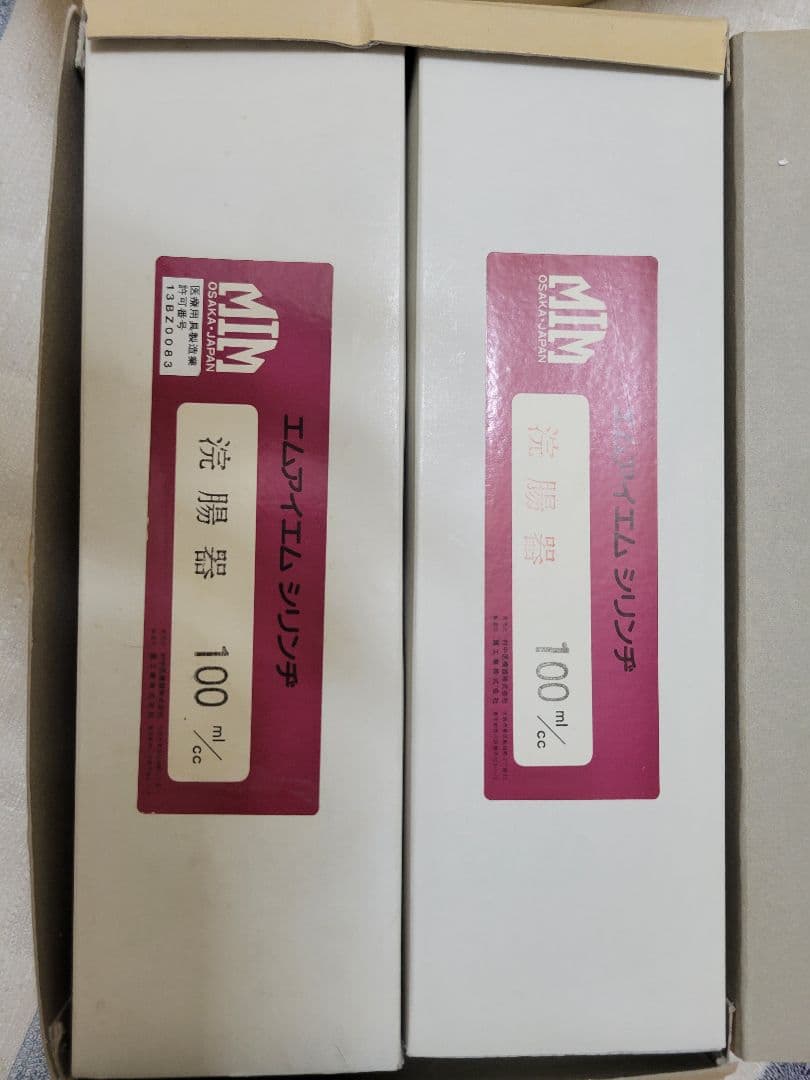 MIM
OSAKA・JAPAN
医療用具製造業
許可番号
13BZ0083
エムアイエム シリンヂ
浣腸器 100 ml/cc
MIM
OSAKA・JAPAN
エムアイエム シリンヂ
浣腸器 100 ml/cc